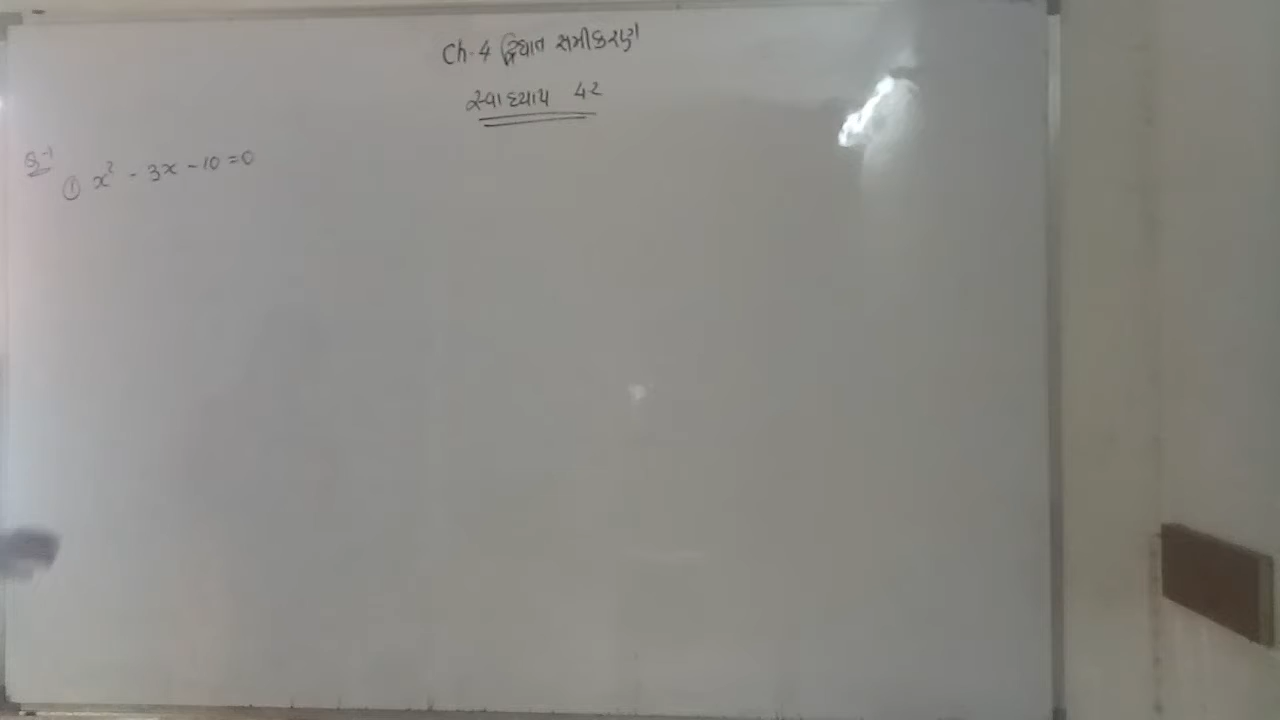 Ch-4 દ્વિઘાત સમીકરણ
સ્વાધ્યાય 4.2
Q-1
① x² - 3x - 10 = 0